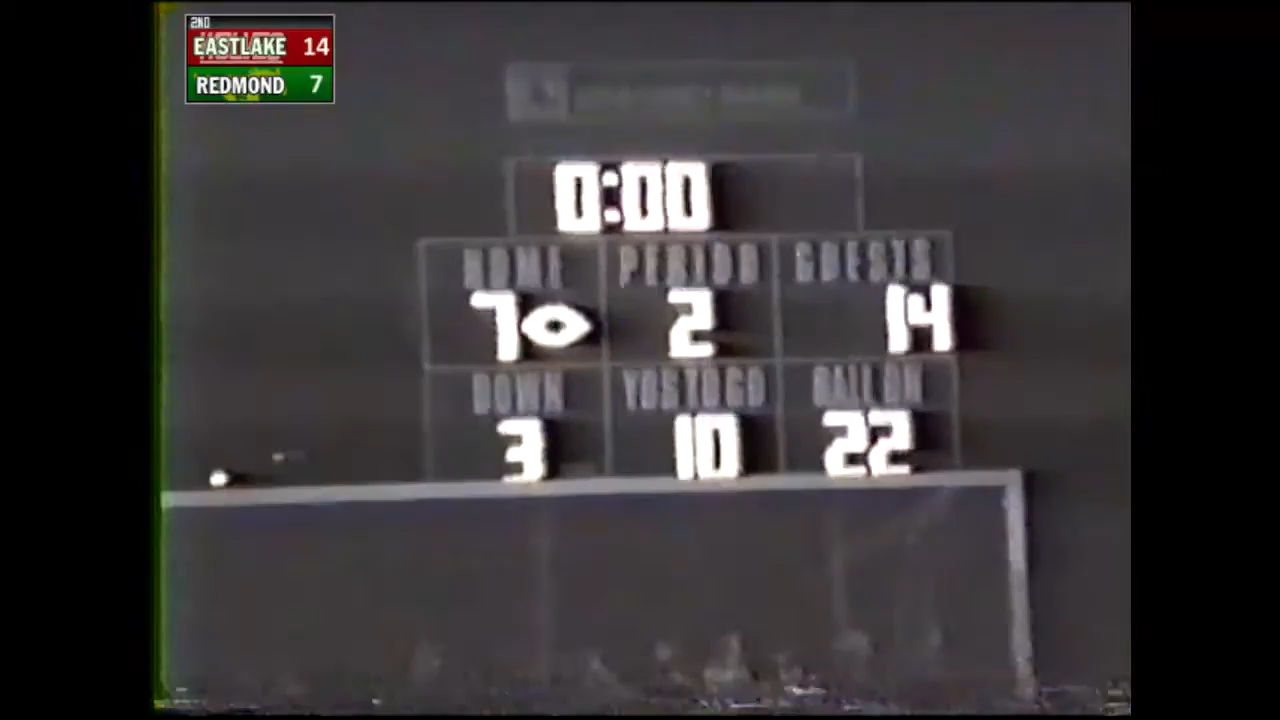 2ND
EASTLAKE 14
REDMOND 7
0:00
HOME PERIOD GUESTS
7 2 14
DOWN YDS TO GO BALL ON
3 10 22